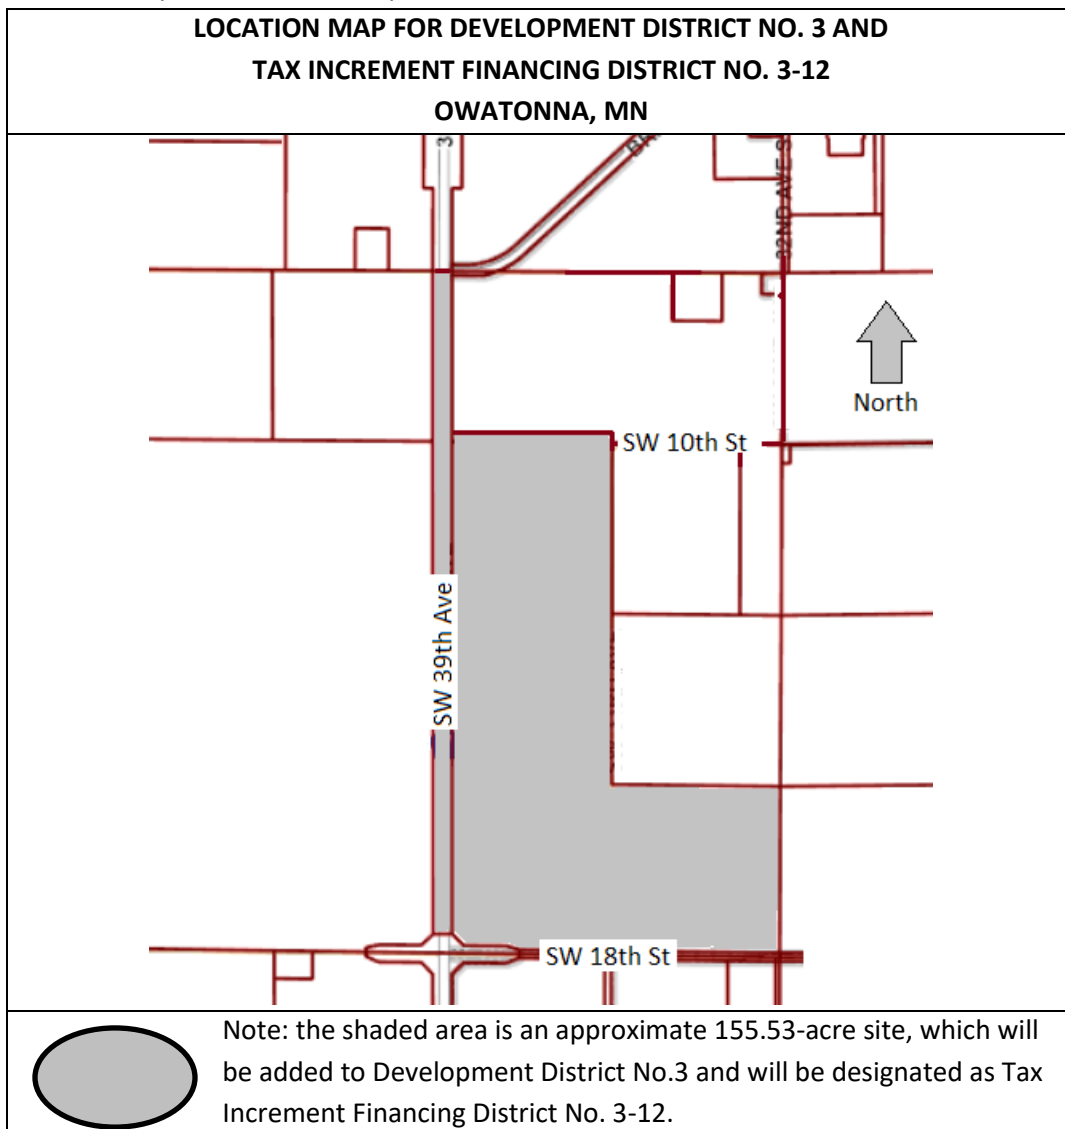 LOCATION MAP FOR DEVELOPMENT DISTRICT NO. 3 AND
TAX INCREMENT FINANCING DISTRICT NO. 3-12
OWATONNA, MN
32ND AVE S
North
SW 10th St
SW 39th Ave
SW 18th St
Note: the shaded area is an approximate 155.53-acre site, which will
be added to Development District No.3 and will be designated as Tax
Increment Financing District No. 3-12.